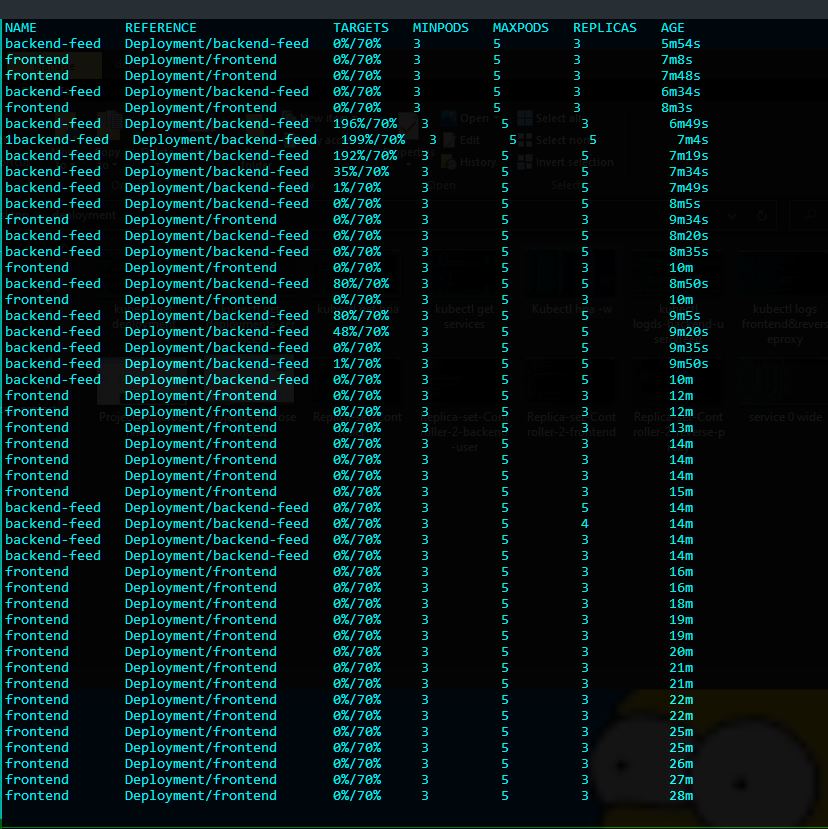 NAME REFERENCE TARGETS MINPODS MAXPODS REPLICAS AGE
backend-feed Deployment/backend-feed 0%/70% 3 5 3 5m54s
frontend Deployment/frontend 0%/70% 3 5 3 7m8s
frontend Deployment/frontend 0%/70% 3 5 3 7m48s
backend-feed Deployment/backend-feed 0%/70% 3 5 3 6m34s
frontend Deployment/frontend 0%/70% 3 5 3 8m3s
backend-feed Deployment/backend-feed 196%/70% 3 5 3 6m49s
1backend-feed Deployment/backend-feed 199%/70% 3 5 5 7m4s
backend-feed Deployment/backend-feed 192%/70% 3 5 5 7m19s
backend-feed Deployment/backend-feed 35%/70% 3 5 5 7m34s
backend-feed Deployment/backend-feed 1%/70% 3 5 5 7m49s
backend-feed Deployment/backend-feed 0%/70% 3 5 5 8m5s
frontend Deployment/frontend 0%/70% 3 5 3 9m34s
backend-feed Deployment/backend-feed 0%/70% 3 5 5 8m20s
backend-feed Deployment/backend-feed 0%/70% 3 5 5 8m35s
frontend Deployment/frontend 0%/70% 3 5 3 10m
backend-feed Deployment/backend-feed 80%/70% 3 5 5 8m50s
frontend Deployment/frontend 0%/70% 3 5 3 10m
backend-feed Deployment/backend-feed 80%/70% 3 5 5 9m5s
backend-feed Deployment/backend-feed 48%/70% 3 5 5 9m20s
backend-feed Deployment/backend-feed 0%/70% 3 5 5 9m35s
backend-feed Deployment/backend-feed 1%/70% 3 5 5 9m50s
backend-feed Deployment/backend-feed 0%/70% 3 5 5 10m
frontend Deployment/frontend 0%/70% 3 5 3 12m
frontend Deployment/frontend 0%/70% 3 5 3 12m
frontend Deployment/frontend 0%/70% 3 5 3 13m
frontend Deployment/frontend 0%/70% 3 5 3 14m
frontend Deployment/frontend 0%/70% 3 5 3 14m
frontend Deployment/frontend 0%/70% 3 5 3 14m
frontend Deployment/frontend 0%/70% 3 5 3 15m
backend-feed Deployment/backend-feed 0%/70% 3 5 5 14m
backend-feed Deployment/backend-feed 0%/70% 3 5 4 14m
backend-feed Deployment/backend-feed 0%/70% 3 5 3 14m
backend-feed Deployment/backend-feed 0%/70% 3 5 3 14m
frontend Deployment/frontend 0%/70% 3 5 3 16m
frontend Deployment/frontend 0%/70% 3 5 3 16m
frontend Deployment/frontend 0%/70% 3 5 3 18m
frontend Deployment/frontend 0%/70% 3 5 3 19m
frontend Deployment/frontend 0%/70% 3 5 3 19m
frontend Deployment/frontend 0%/70% 3 5 3 20m
frontend Deployment/frontend 0%/70% 3 5 3 21m
frontend Deployment/frontend 0%/70% 3 5 3 21m
frontend Deployment/frontend 0%/70% 3 5 3 22m
frontend Deployment/frontend 0%/70% 3 5 3 22m
frontend Deployment/frontend 0%/70% 3 5 3 25m
frontend Deployment/frontend 0%/70% 3 5 3 25m
frontend Deployment/frontend 0%/70% 3 5 3 26m
frontend Deployment/frontend 0%/70% 3 5 3 27m
frontend Deployment/frontend 0%/70% 3 5 3 28m